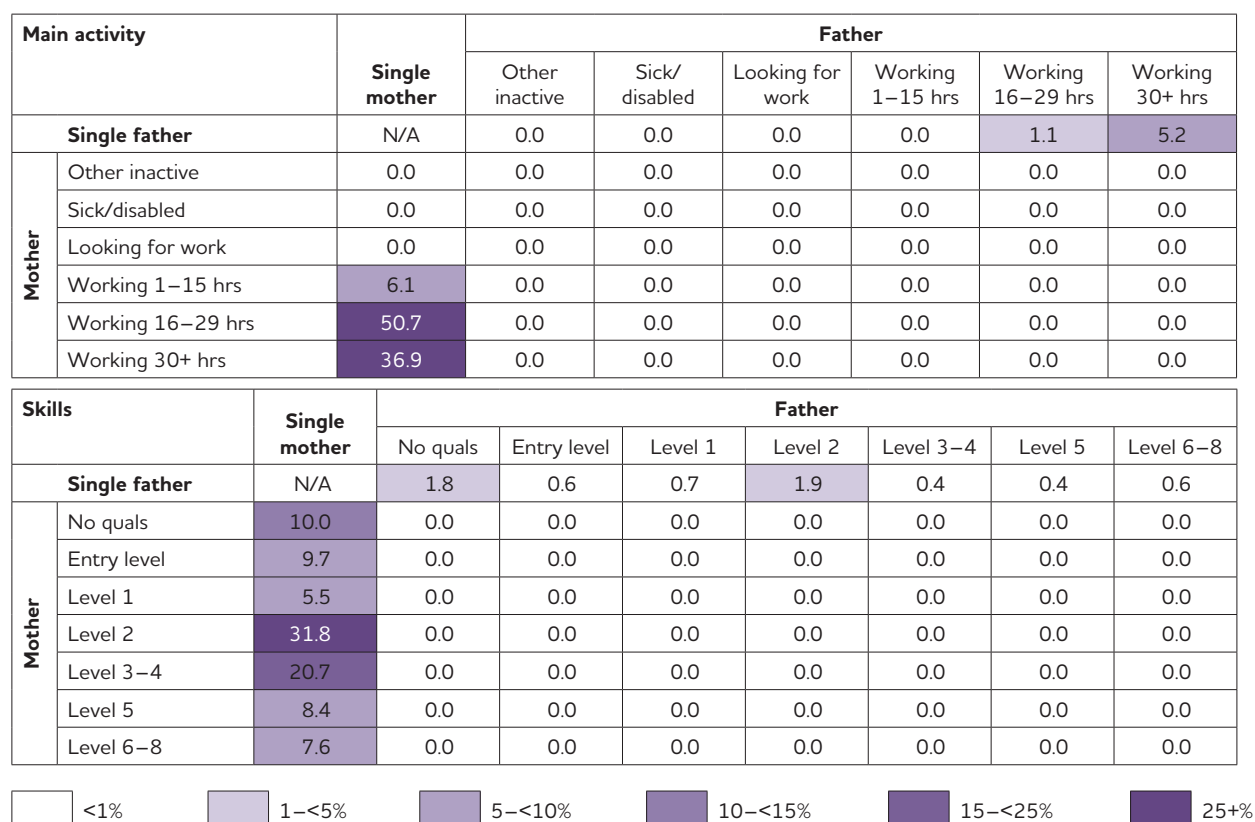 Main activity
Single mother
Father
Other inactive
Sick/ disabled
Looking for work
Working 1–15 hrs
Working 16–29 hrs
Working 30+ hrs
Single father N/A 0.0 0.0 0.0 0.0 1.1 5.2
Mother
Other inactive 0.0 0.0 0.0 0.0 0.0 0.0 0.0
Sick/disabled 0.0 0.0 0.0 0.0 0.0 0.0 0.0
Looking for work 0.0 0.0 0.0 0.0 0.0 0.0 0.0
Working 1–15 hrs 6.1 0.0 0.0 0.0 0.0 0.0 0.0
Working 16–29 hrs 50.7 0.0 0.0 0.0 0.0 0.0 0.0
Working 30+ hrs 36.9 0.0 0.0 0.0 0.0 0.0 0.0
Skills
Single mother
Father
No quals Entry level Level 1 Level 2 Level 3–4 Level 5 Level 6–8
Single father N/A 1.8 0.6 0.7 1.9 0.4 0.4 0.6
Mother
No quals 10.0 0.0 0.0 0.0 0.0 0.0 0.0 0.0
Entry level 9.7 0.0 0.0 0.0 0.0 0.0 0.0 0.0
Level 1 5.5 0.0 0.0 0.0 0.0 0.0 0.0 0.0
Level 2 31.8 0.0 0.0 0.0 0.0 0.0 0.0 0.0
Level 3–4 20.7 0.0 0.0 0.0 0.0 0.0 0.0 0.0
Level 5 8.4 0.0 0.0 0.0 0.0 0.0 0.0 0.0
Level 6–8 7.6 0.0 0.0 0.0 0.0 0.0 0.0 0.0
<1% 1–<5% 5–<10% 10–<15% 15–<25% 25+%